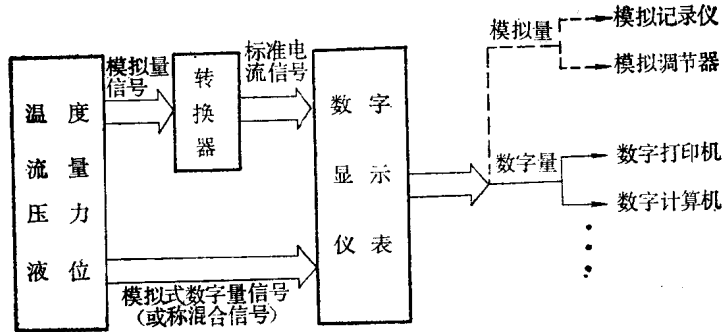 温度
流量
压力
液位
模拟量
信号
转换器
标准电
流信号
模拟式数字量信号
(或称混合信号)
数字
显示
仪表
模拟量
模拟记录仪
模拟调节器
数字量
数字打印机
数字计算机